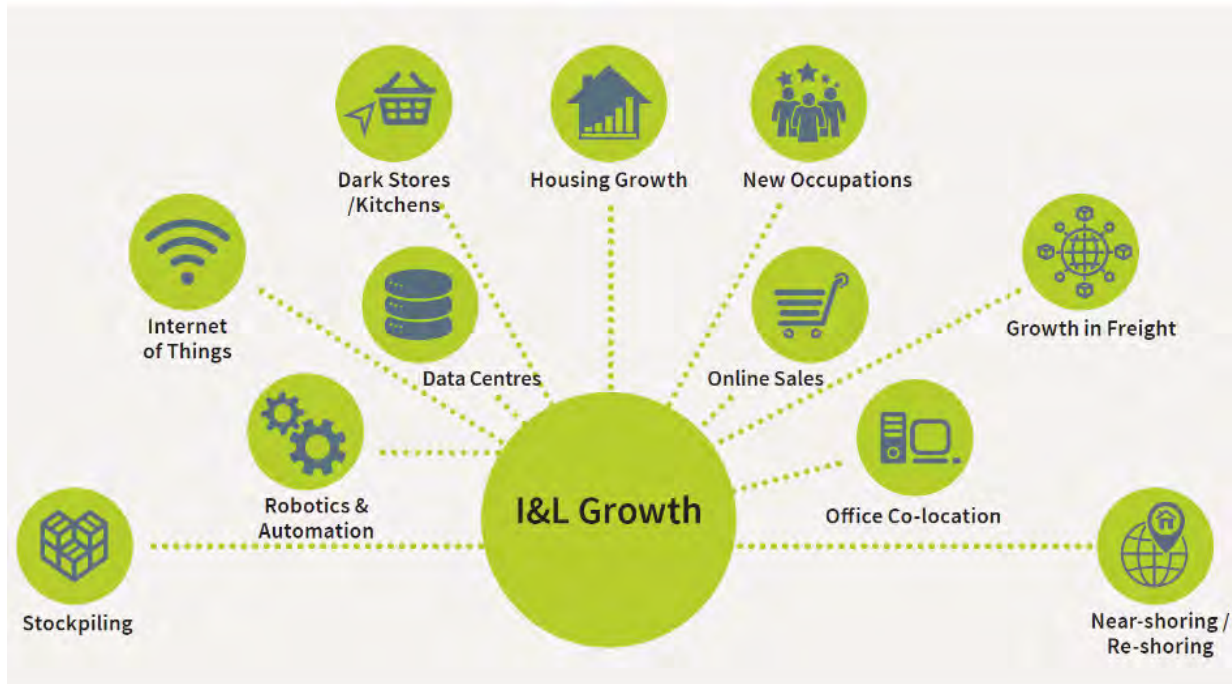 Dark Stores
/Kitchens
Housing Growth
New Occupations
Internet
of Things
Growth in Freight
Data Centres
Online Sales
Robotics &
Automation
I&L Growth
Office Co-location
Stockpiling
Near-shoring /
Re-shoring